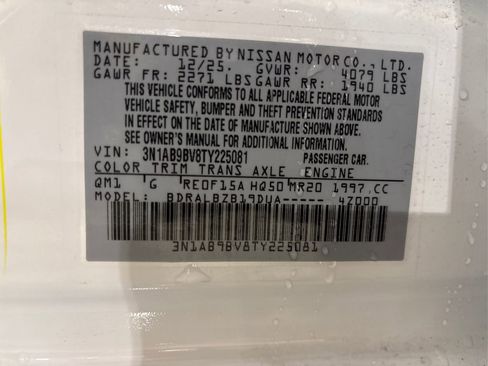 MANUFACTURED BY NISSAN MOTOR CO., LTD.
DATE: 12/25 GVWR: 4079 LBS
GAWR FR: 2271 LBS GAWR RR: 1940 LBS
THIS VEHICLE CONFORMS TO ALL APPLICABLE FEDERAL MOTOR
VEHICLE SAFETY, BUMPER AND THEFT PREVENTION STANDARDS
IN EFFECT ON THE DATE OF MANUFACTURE SHOWN ABOVE.
SEE OWNER'S MANUAL FOR ADDITIONAL INFORMATION.
VIN: 3N1AB9BV8TY225081 PASSENGER CAR.
COLOR TRIM TRANS AXLE ENGINE
QM1 G RE0F15A HQ50 MR20 1997 CC
MODEL: BDRALBZB19DUA----- 47000
3N1AB9BV8TY225081